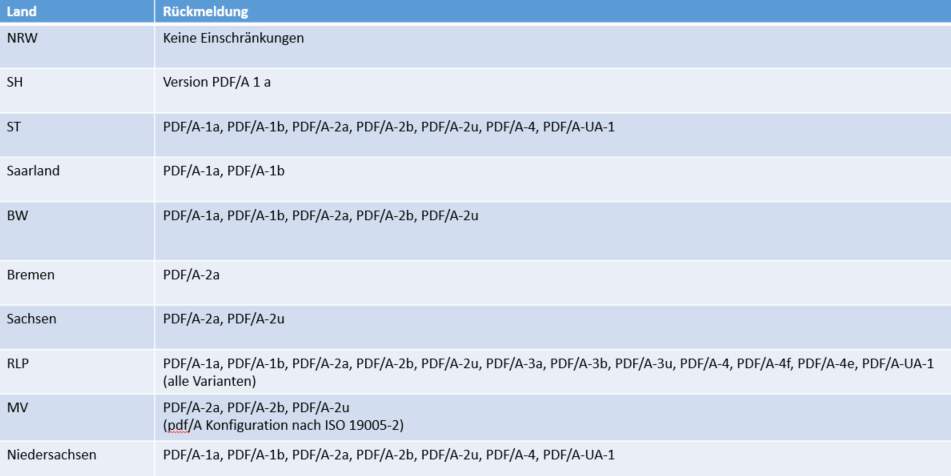 Land Rückmeldung
NRW Keine Einschränkungen
SH Version PDF/A 1 a
ST PDF/A-1a, PDF/A-1b, PDF/A-2a, PDF/A-2b, PDF/A-2u, PDF/A-4, PDF/A-UA-1
Saarland PDF/A-1a, PDF/A-1b
BW PDF/A-1a, PDF/A-1b, PDF/A-2a, PDF/A-2b, PDF/A-2u
Bremen PDF/A-2a
Sachsen PDF/A-2a, PDF/A-2u
RLP PDF/A-1a, PDF/A-1b, PDF/A-2a, PDF/A-2b, PDF/A-2u, PDF/A-3a, PDF/A-3b, PDF/A-3u, PDF/A-4, PDF/A-4f, PDF/A-4e, PDF/A-UA-1
(alle Varianten)
MV PDF/A-2a, PDF/A-2b, PDF/A-2u
(pdf/A Konfiguration nach ISO 19005-2)
Niedersachsen PDF/A-1a, PDF/A-1b, PDF/A-2a, PDF/A-2b, PDF/A-2u, PDF/A-4, PDF/A-UA-1